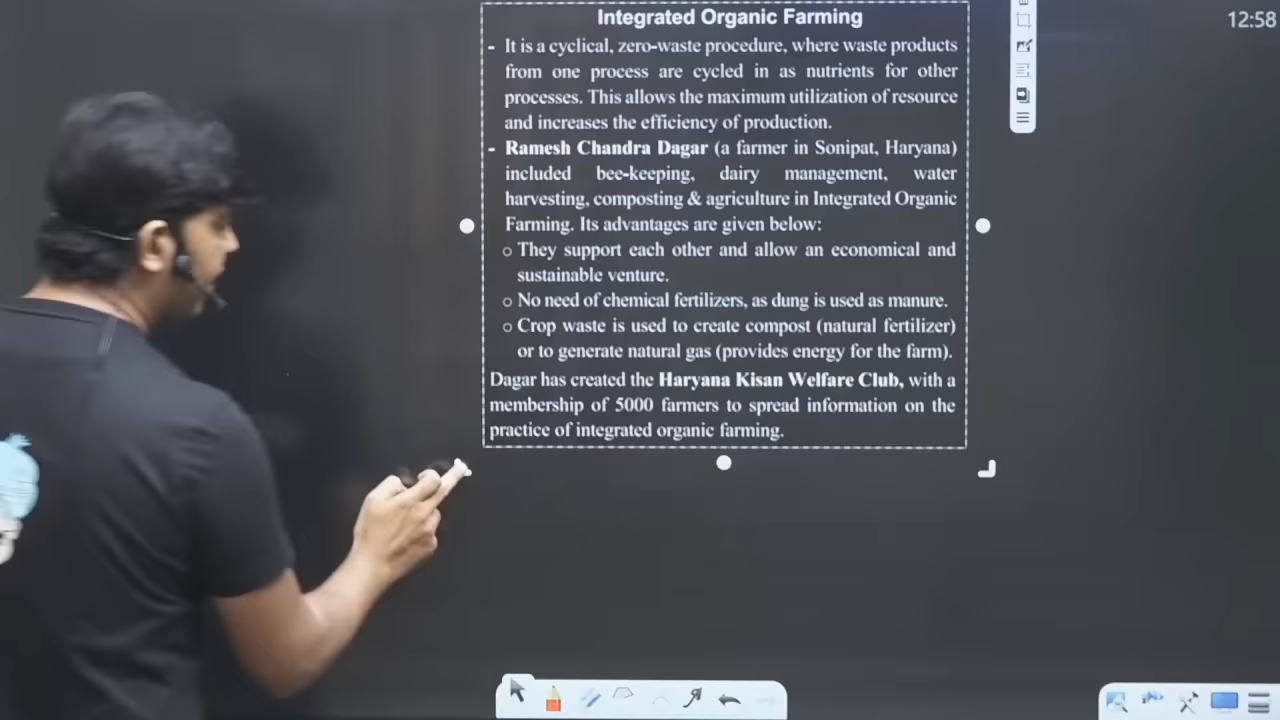 Integrated Organic Farming
12:58
- It is a cyclical, zero-waste procedure, where waste products
from one process are cycled in as nutrients for other
processes. This allows the maximum utilization of resource
and increases the efficiency of production.
- Ramesh Chandra Dagar (a farmer in Sonipat, Haryana)
included bee-keeping, dairy management, water
harvesting, composting & agriculture in Integrated Organic
Farming. Its advantages are given below:
o They support each other and allow an economical and
sustainable venture.
o No need of chemical fertilizers, as dung is used as manure.
o Crop waste is used to create compost (natural fertilizer)
or to generate natural gas (provides energy for the farm).
Dagar has created the Haryana Kisan Welfare Club, with a
membership of 5000 farmers to spread information on the
practice of integrated organic farming.